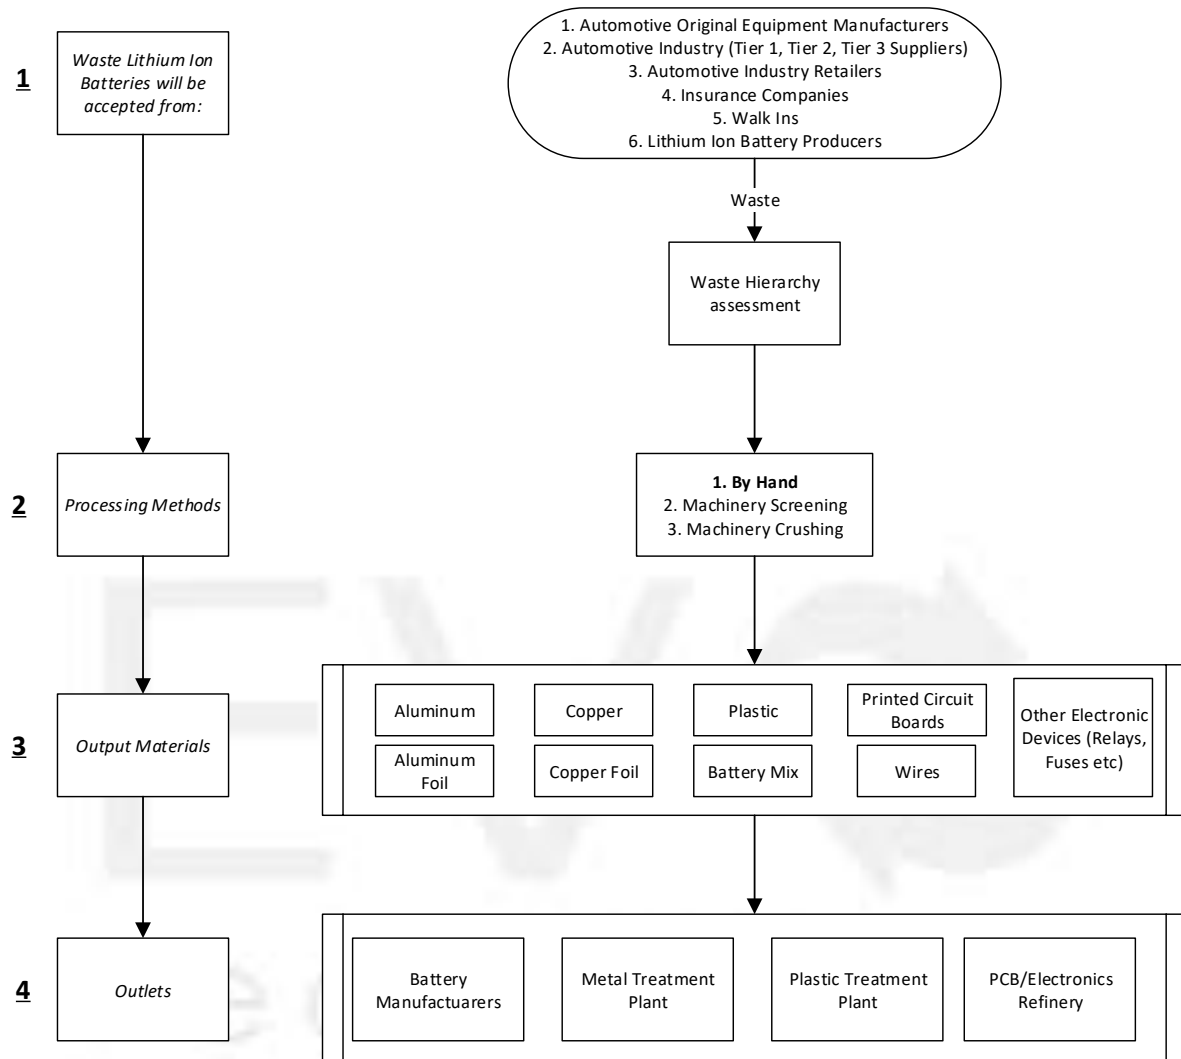 1
Waste Lithium Ion
Batteries will be
accepted from:
1. Automotive Original Equipment Manufacturers
2. Automotive Industry (Tier 1, Tier 2, Tier 3 Suppliers)
3. Automotive Industry Retailers
4. Insurance Companies
5. Walk Ins
6. Lithium Ion Battery Producers
Waste
Waste Hierarchy
assessment
2
Processing Methods
1. By Hand
2. Machinery Screening
3. Machinery Crushing
3
Output Materials
Aluminum
Copper
Plastic
Printed Circuit
Boards
Other Electronic
Devices (Relays,
Fuses etc)
Aluminum
Foil
Copper Foil
Battery Mix
Wires
4
Outlets
Battery
Manufactuarers
Metal Treatment
Plant
Plastic Treatment
Plant
PCB/Electronics
Refinery